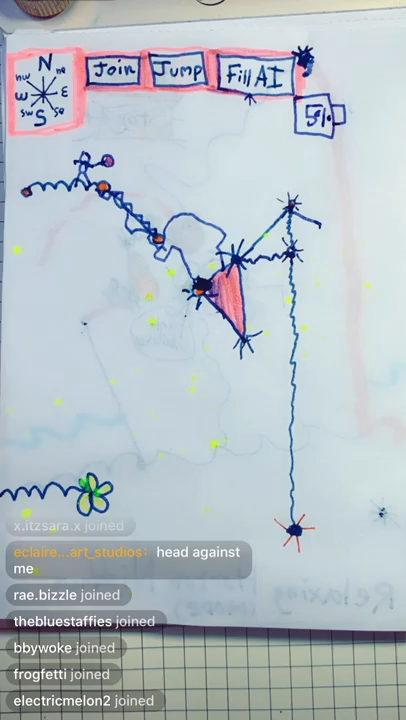 N
nw ne
W E
sw se
S
Join
Jump
Fill AI
5%
x.itzsara.x joined
eclaire...art_studios: head against
me
rae.bizzle joined
thebluestaffies joined
bbywoke joined
frogfetti joined
electricmelon2 joined
Relaxing